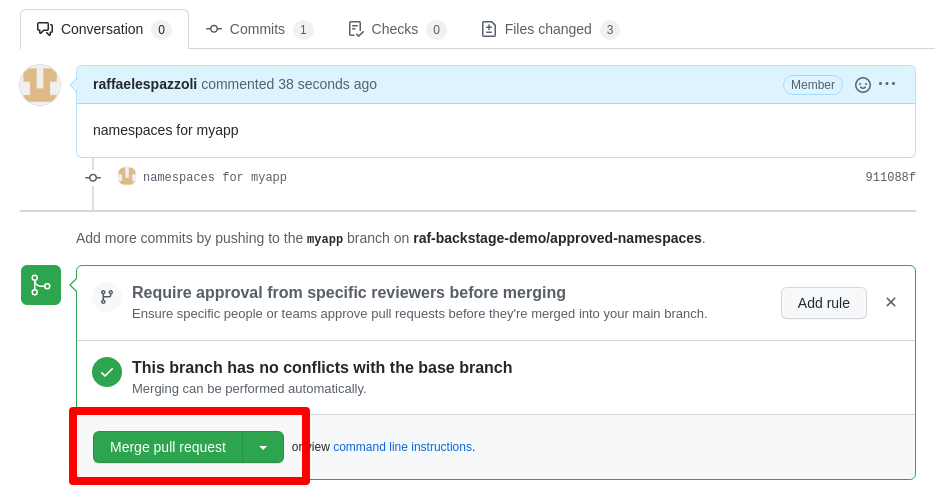 Conversation 0 Commits 1 Checks 0 Files changed 3
raffaelespazzoli commented 38 seconds ago Member
namespaces for myapp
namespaces for myapp 911088f
Add more commits by pushing to the myapp branch on raf-backstage-demo/approved-namespaces.
Require approval from specific reviewers before merging
Ensure specific people or teams approve pull requests before they're merged into your main branch.
Add rule
This branch has no conflicts with the base branch
Merging can be performed automatically.
Merge pull request or view command line instructions.